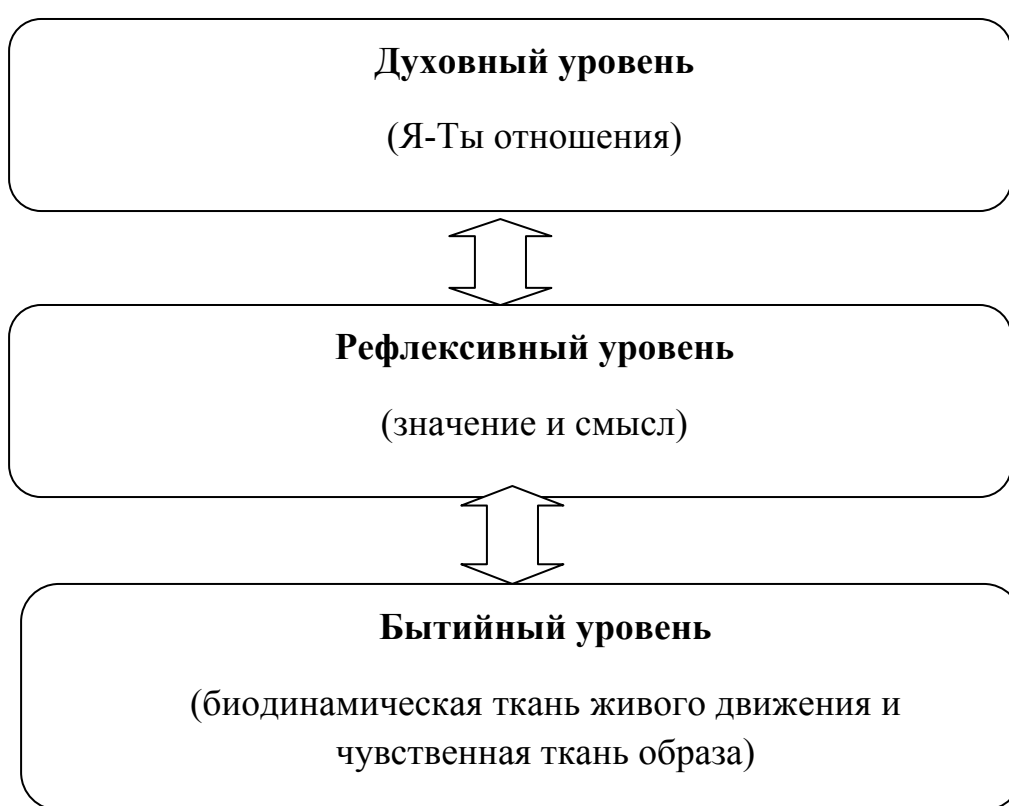 Духовный уровень
(Я-Ты отношения)
Рефлексивный уровень
(значение и смысл)
Бытийный уровень
(биодинамическая ткань живого движения и
чувственная ткань образа)